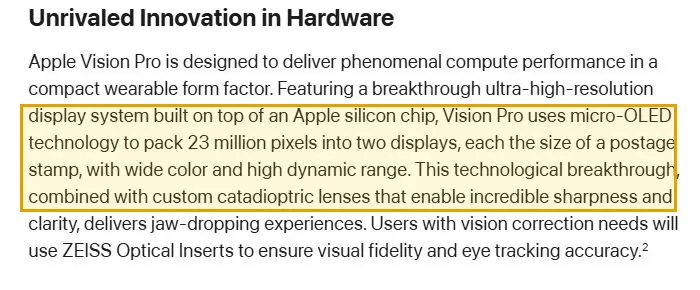 Unrivaled Innovation in Hardware
Apple Vision Pro is designed to deliver phenomenal compute performance in a
compact wearable form factor. Featuring a breakthrough ultra-high-resolution
display system built on top of an Apple silicon chip, Vision Pro uses micro-OLED
technology to pack 23 million pixels into two displays, each the size of a postage
stamp, with wide color and high dynamic range. This technological breakthrough,
combined with custom catadioptric lenses that enable incredible sharpness and
clarity, delivers jaw-dropping experiences. Users with vision correction needs will
use ZEISS Optical Inserts to ensure visual fidelity and eye tracking accuracy.²